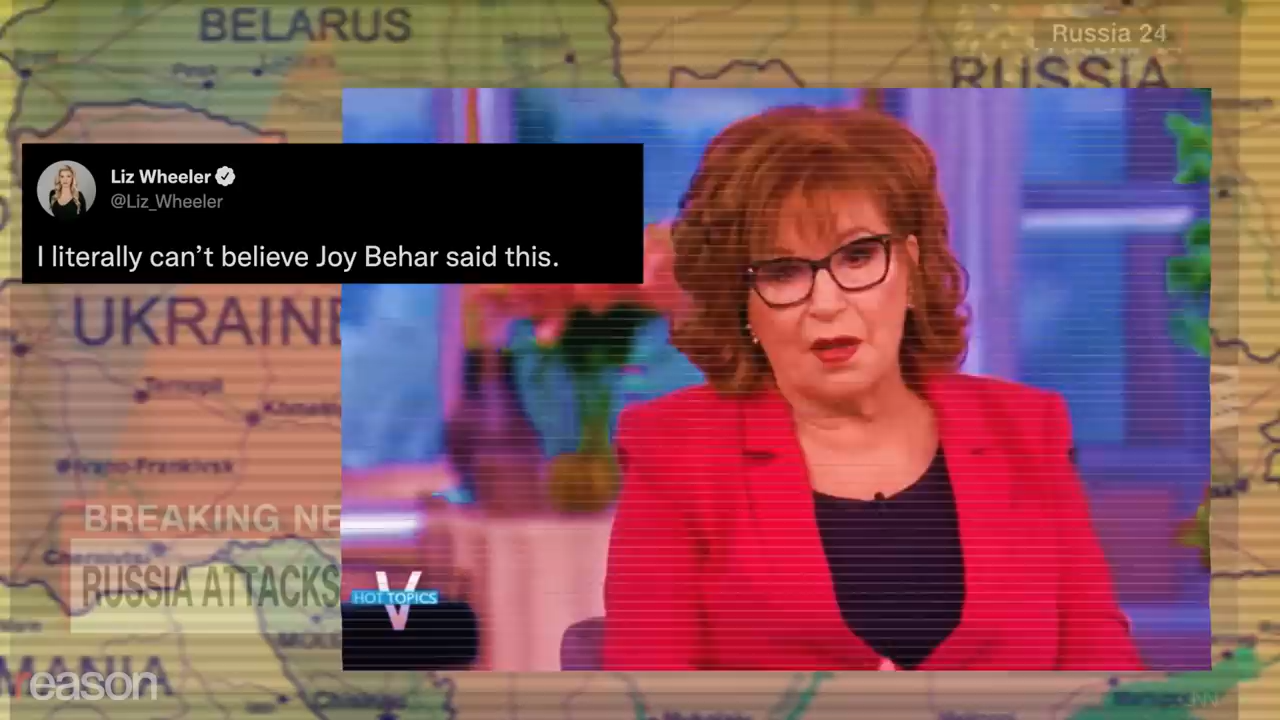 BELARUS
Russia 24
RUSSIA
Liz Wheeler
@Liz_Wheeler
I literally can't believe Joy Behar said this.
UKRAINE
Ternopil
Ivano-Frankivsk
BREAKING NE
RUSSIA ATTACKS
V
HOT TOPICS
MANIA
reason
CNN